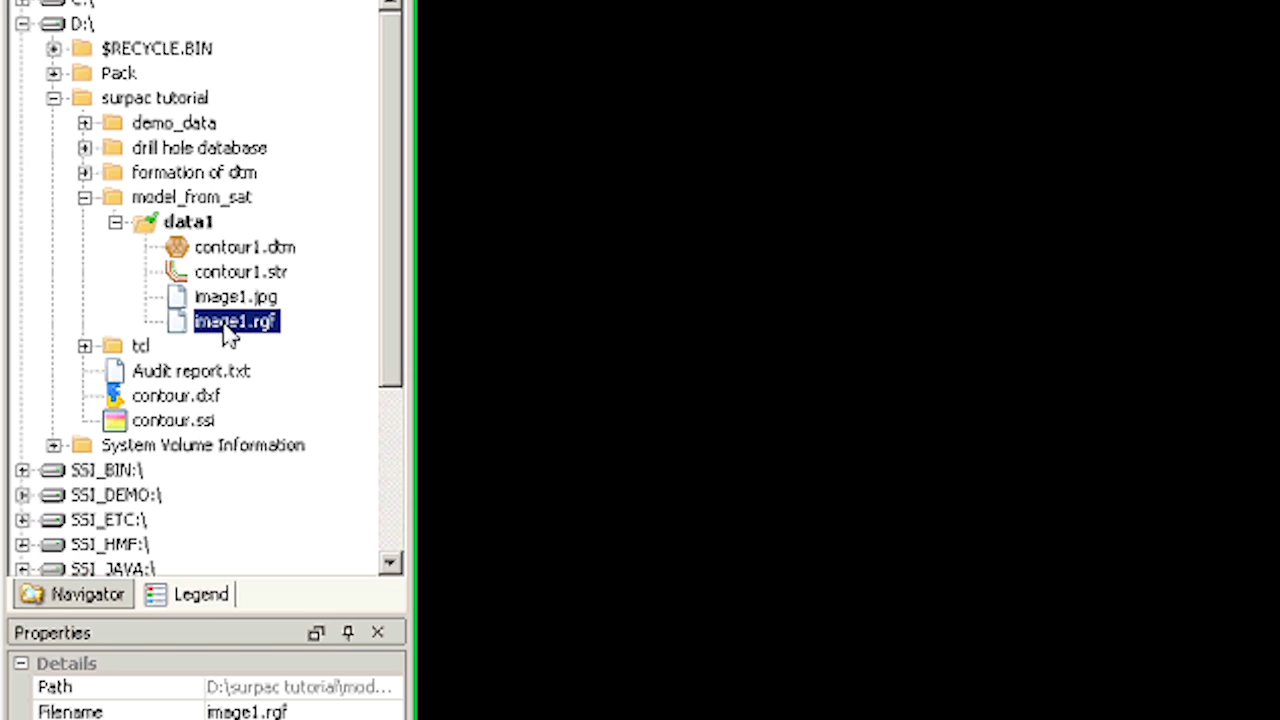 C:\
D:\
$RECYCLE.BIN
Pack
surpac tutorial
demo_data
drill hole database
formation of dtm
model_from_sat
data1
contour1.dtm
contour1.str
image1.jpg
image1.rgf
tcl
Audit report.txt
contour.dxf
contour.ssi
System Volume Information
SSI_BIN:\
SSI_DEMO:\
SSI_ETC:\
SSI_HMF:\
SSI_JAVA:\
Navigator Legend
Properties
Details
Path D:\surpac tutorial\mod...
Filename image1.rgf